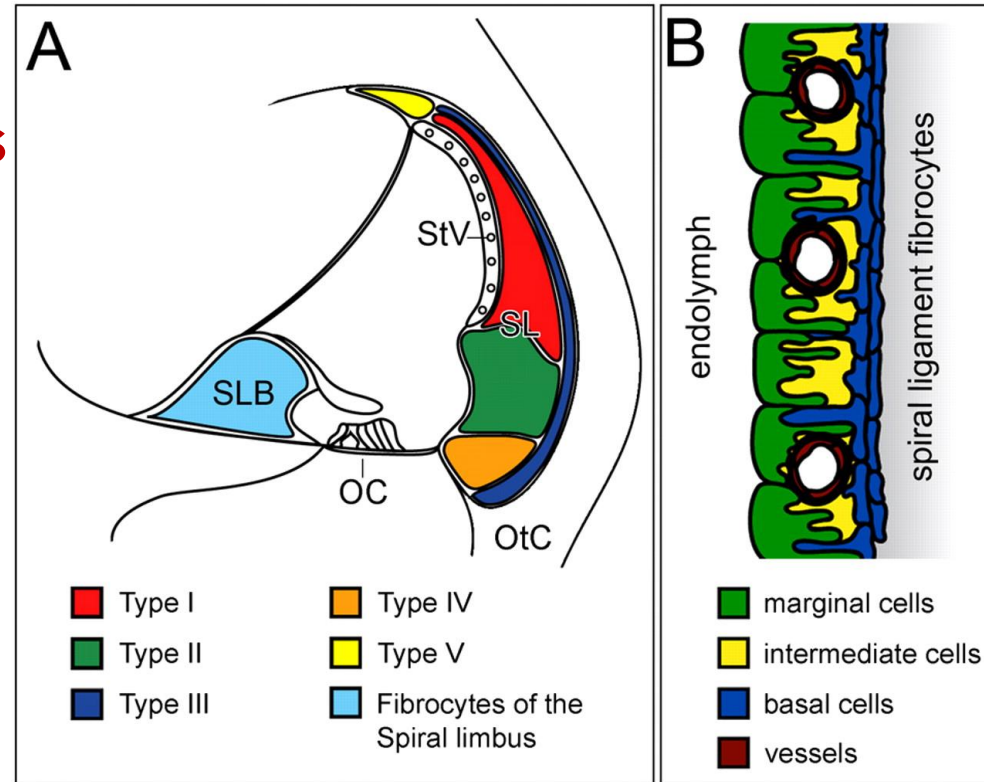 A
s
StV
SL
SLB
OC
OtC
Type I
Type II
Type III
Type IV
Type V
Fibrocytes of the
Spiral limbus
B
endolymph
spiral ligament fibrocytes
marginal cells
intermediate cells
basal cells
vessels